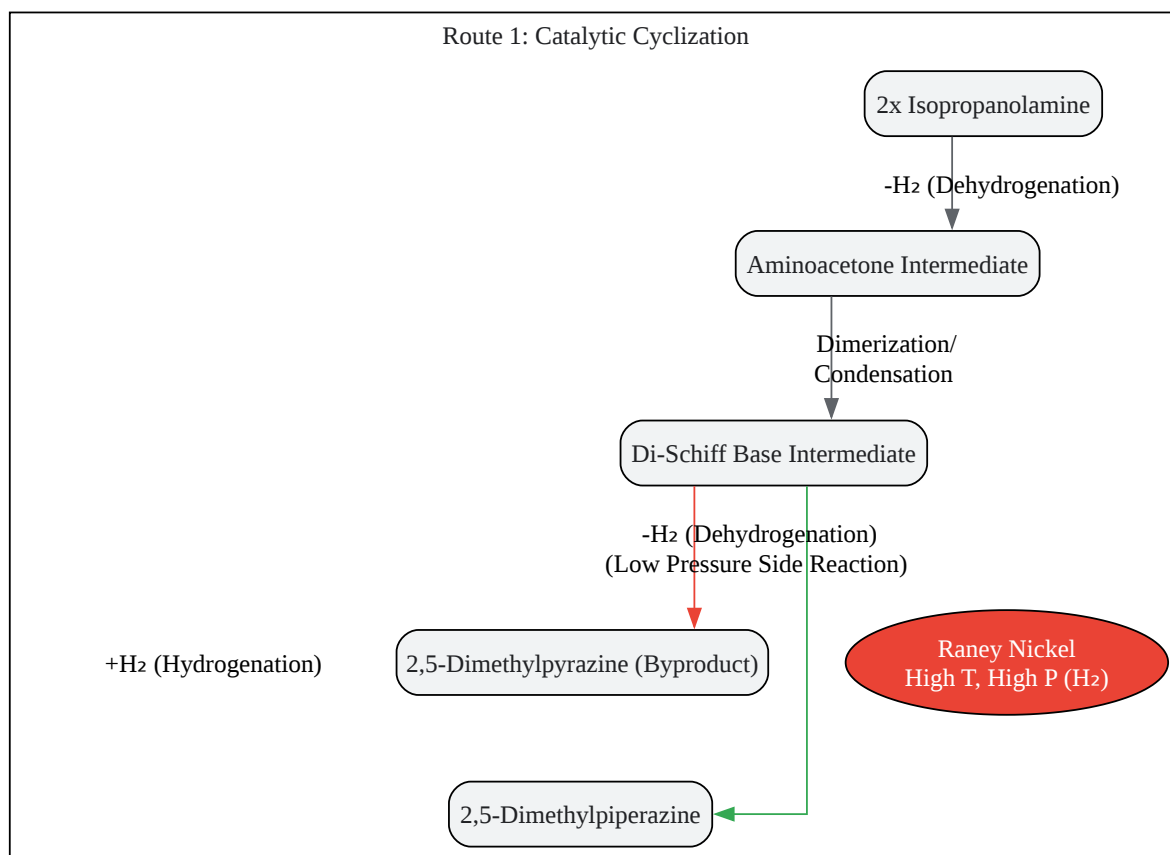 Route 1: Catalytic Cyclization
2x Isopropanolamine
-H₂ (Dehydrogenation)
Aminoacetone Intermediate
Dimerization/
Condensation
Di-Schiff Base Intermediate
-H₂ (Dehydrogenation)
(Low Pressure Side Reaction)
+H₂ (Hydrogenation)
2,5-Dimethylpyrazine (Byproduct)
Raney Nickel
High T, High P (H₂)
2,5-Dimethylpiperazine